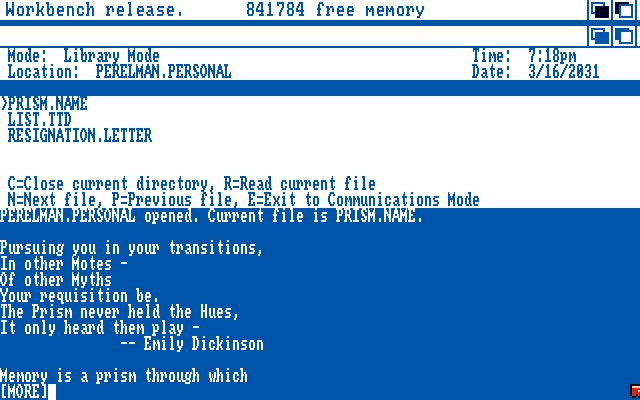 Workbench release. 841784 free memory
Mode: Library Mode Time: 7:18pm
Location: PERELMAN.PERSONAL Date: 3/16/2031
>PRISM.NAME
LIST.TTD
RESIGNATION.LETTER
C=Close current directory, R=Read current file
N=Next file, P=Previous file, E=Exit to Communications Mode
PERELMAN.PERSONAL opened. Current file is PRISM.NAME.
Pursuing you in your transitions,
In other Motes -
Of other Myths
Your requisition be.
The Prism never held the Hues,
It only heard them play -
-- Emily Dickinson
Memory is a prism through which
[MORE]